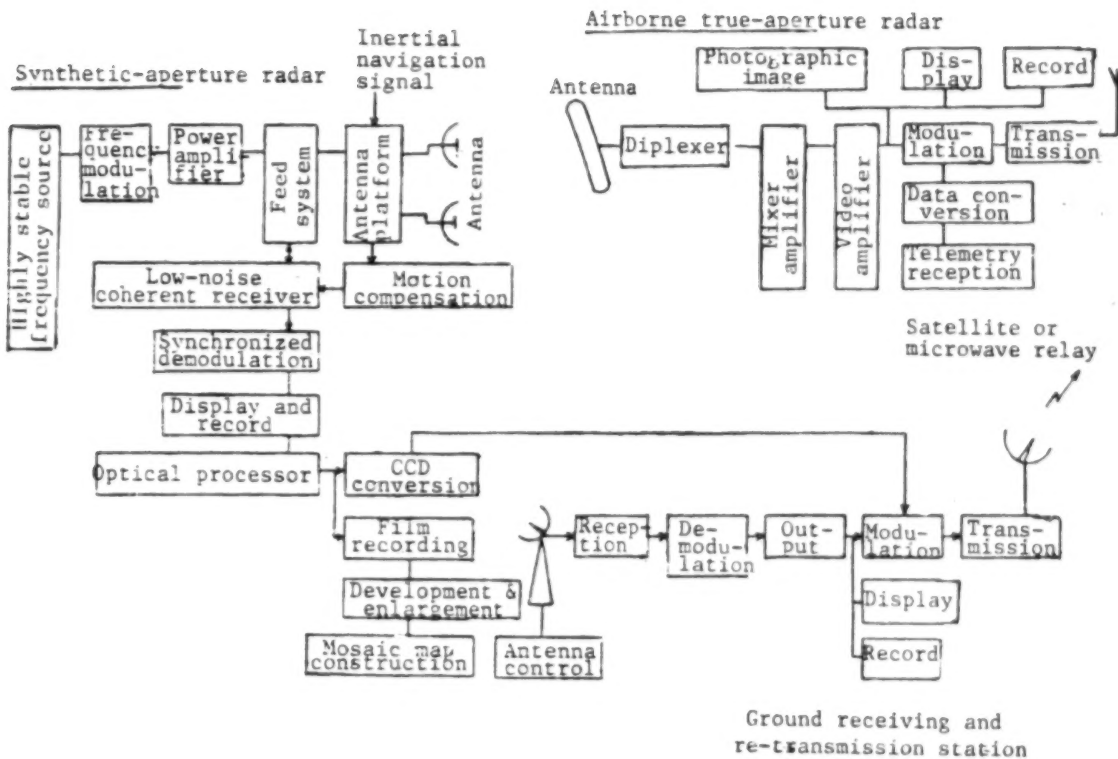 Synthetic-aperture radar
Inertial
navigation
signal
Highly stable
frequency source
Fre-
quency
modu-
lation
Power
ampli-
fier
Feed
system
Antenna
platform
Antenna
Low-noise
coherent receiver
Motion
compensation
Synchronized
demodulation
Display and
record
Optical processor
CCD
conversion
Film
recording
Development &
enlargement
Mosaic map
construction
Airborne true-aperture radar
Antenna
Photographic
image
Dis-
play
Record
Diplexer
Mixer
amplifier
Video
amplifier
Modu-
lation
Trans-
mission
Data con-
version
Telemetry
reception
Satellite or
microwave relay
Antenna
control
Recep-
tion
De-
modu-
lation
Out-
put
Modu-
lation
Trans-
mission
Display
Record
Ground receiving and
re-transmission station